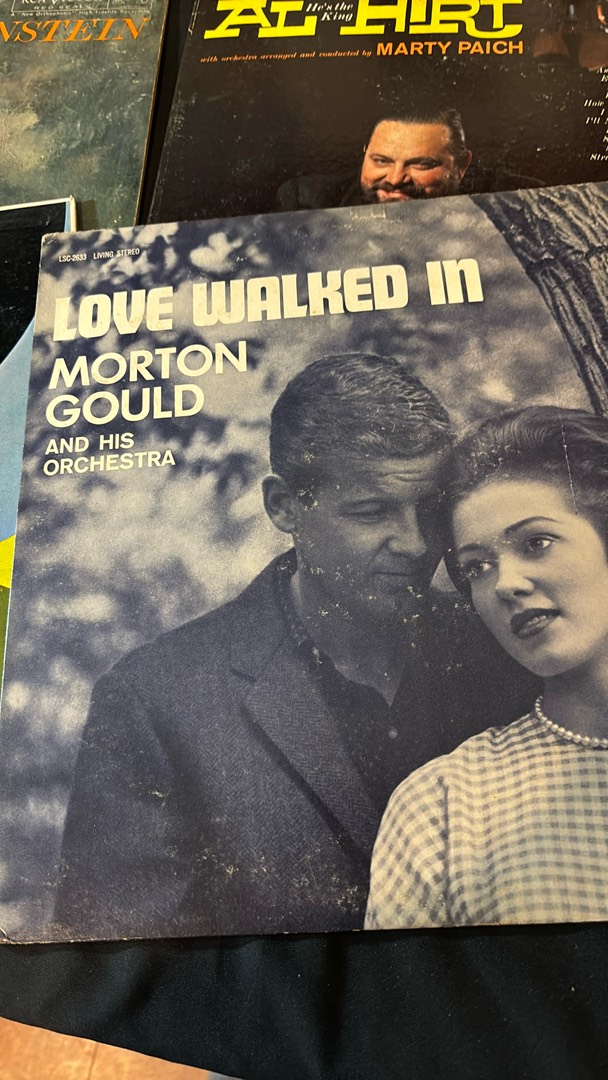 NSTEIN
AL HIRT
He's the
King
with orchestra arranged and conducted by MARTY PAICH
LSC-2633 LIVING STEREO
LOVE WALKED IN
MORTON
GOULD
AND HIS
ORCHESTRA